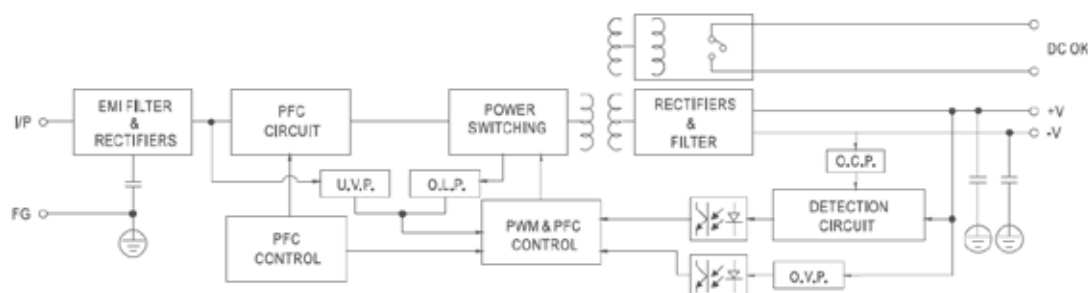 DC OK
I/P
EMI FILTER
&
RECTIFIERS
PFC
CIRCUIT
POWER
SWITCHING
RECTIFIERS
&
FILTER
+V
-V
O.C.P.
U.V.P.
O.L.P.
FG
PFC
CONTROL
PWM & PFC
CONTROL
DETECTION
CIRCUIT
O.V.P.